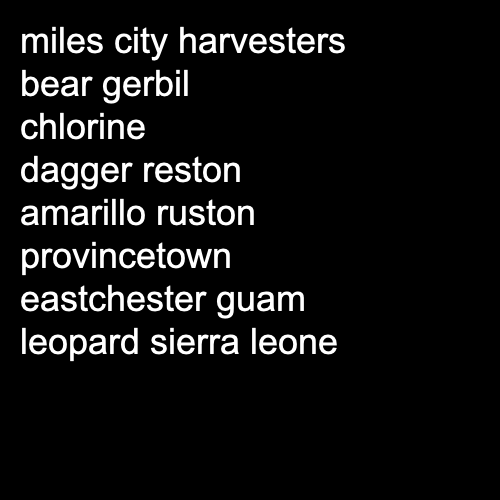 miles city harvesters
bear gerbil
chlorine
dagger reston
amarillo ruston
provincetown
eastchester guam
leopard sierra leone